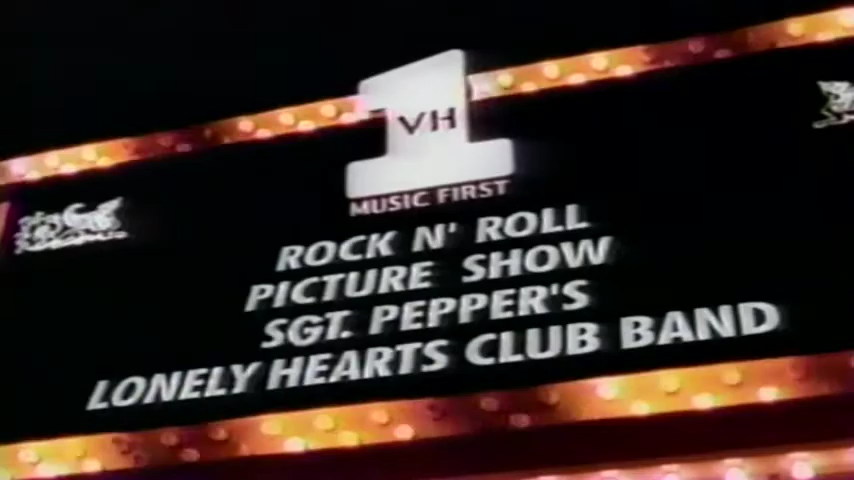 VH
1
MUSIC FIRST
ROCK N' ROLL
PICTURE SHOW
SGT. PEPPER'S
LONELY HEARTS CLUB BAND